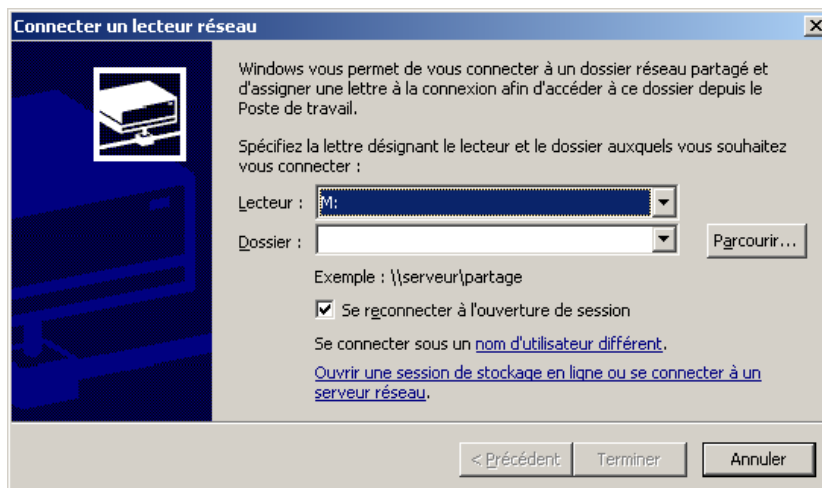 Connecter un lecteur réseau
Windows vous permet de vous connecter à un dossier réseau partagé et
d'assigner une lettre à la connexion afin d'accéder à ce dossier depuis le
Poste de travail.
Spécifiez la lettre désignant le lecteur et le dossier auxquels vous souhaitez
vous connecter :
Lecteur : M:
Dossier : Parcourir...
Exemple : \\serveur\partage
Se reconnecter à l'ouverture de session
Se connecter sous un nom d'utilisateur différent.
Ouvrir une session de stockage en ligne ou se connecter à un
serveur réseau.
< Précédent Terminer Annuler